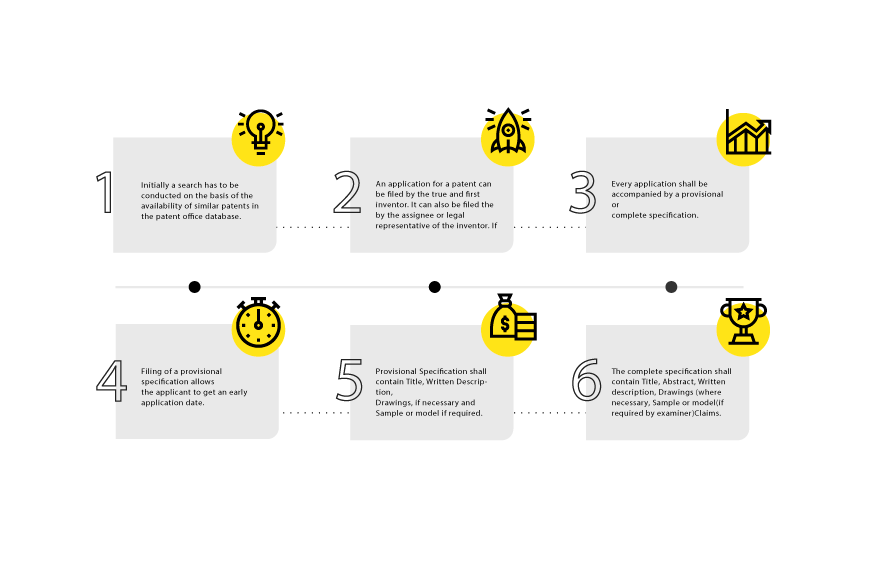 1
Initially a search has to be
conducted on the basis of the
availability of similar patents in
the patent office database.
2
An application for a patent can
be filed by the true and first
inventor. It can also be filed the
by the assignee or legal
representative of the inventor. If
3
Every application shall be
accompanied by a provisional
or
complete specification.
4
Filing of a provisional
specification allows
the applicant to get an early
application date.
5
Provisional Specification shall
contain Title, Written Descrip-
tion,
Drawings, if necessary and
Sample or model if required.
$
6
The complete specification shall
contain Title, Abstract, Written
description, Drawings (where
necessary, Sample or model(if
required by examiner)Claims.